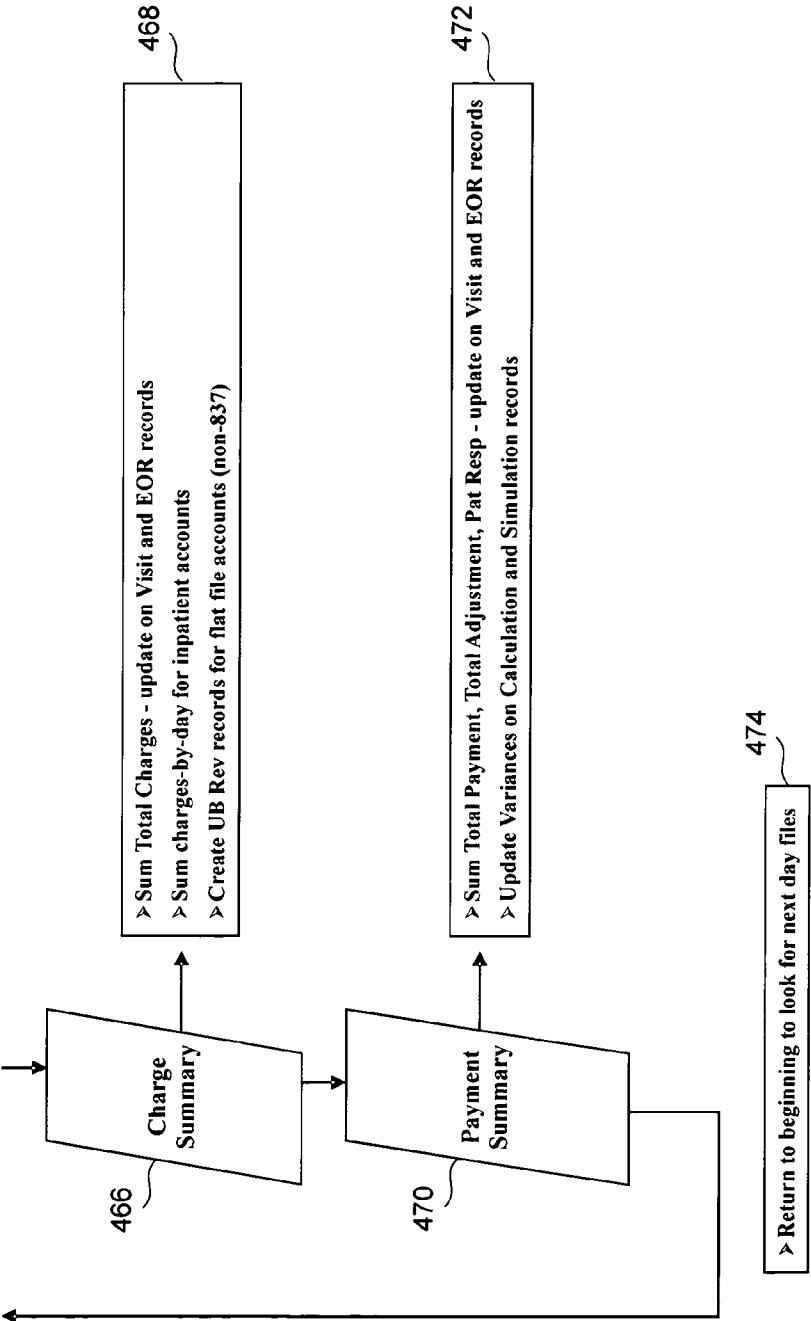 466
Charge
Summary
468
➢ Sum Total Charges - update on Visit and EOR records
➢ Sum charges-by-day for inpatient accounts
➢ Create UB Rev records for flat file accounts (non-837)
470
Payment
Summary
472
➢ Sum Total Payment, Total Adjustment, Pat Resp - update on Visit and EOR records
➢ Update Variances on Calculation and Simulation records
474
➢ Return to beginning to look for next day files